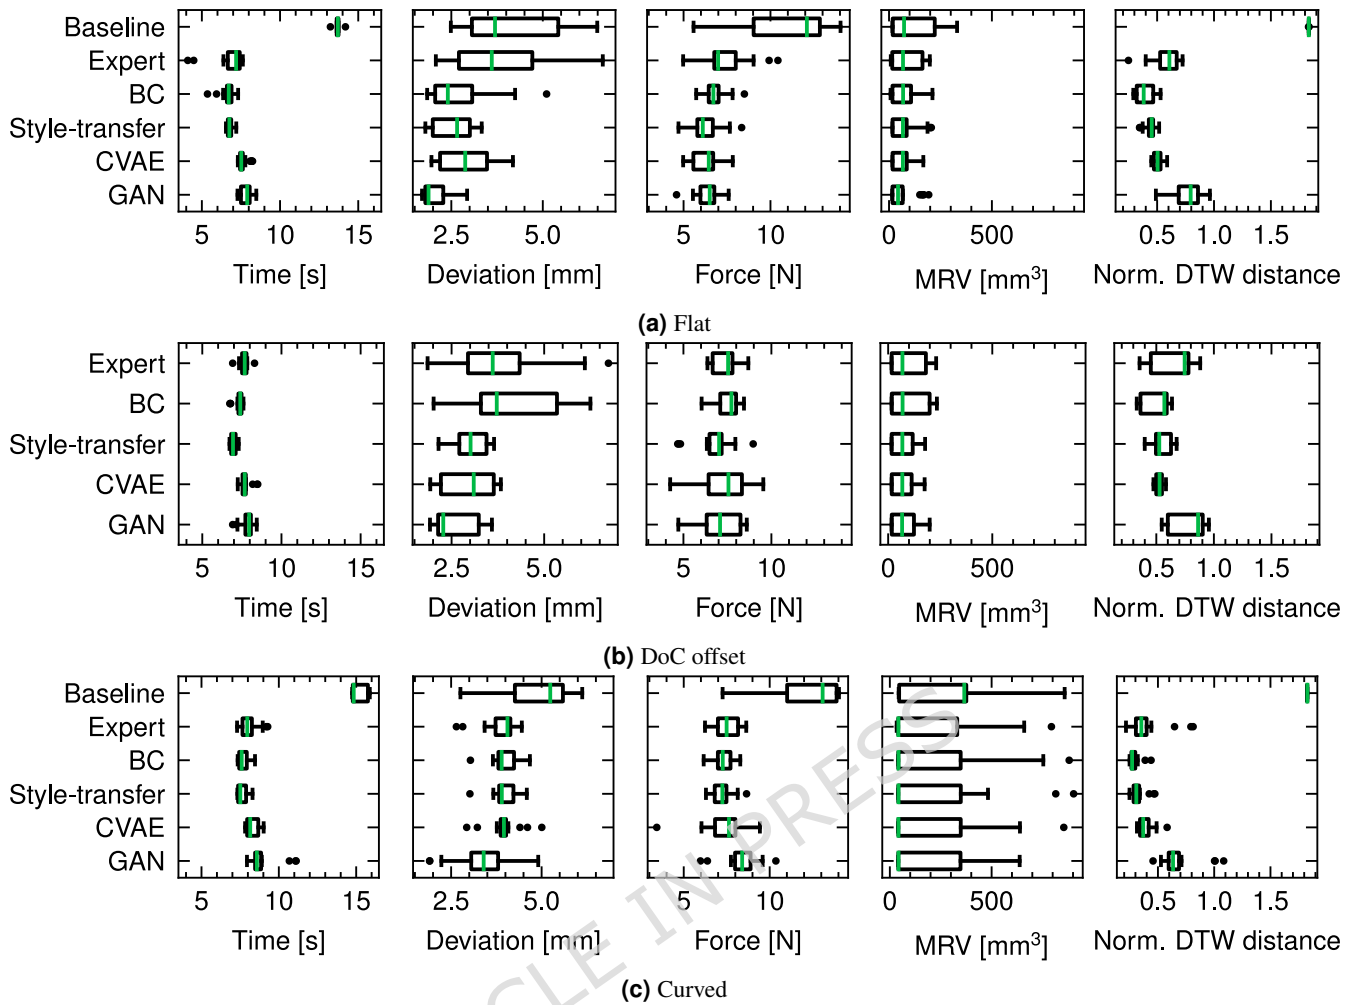 Baseline
Expert
BC
Style-transfer
CVAE
GAN
5 10 15 2.5 5.0 5 10 0 500 0.5 1.0 1.5
Time [s] Deviation [mm] Force [N] MRV [mm³] Norm. DTW distance
(a) Flat
Expert
BC
Style-transfer
CVAE
GAN
5 10 15 2.5 5.0 5 10 0 500 0.5 1.0 1.5
Time [s] Deviation [mm] Force [N] MRV [mm³] Norm. DTW distance
(b) DoC offset
Baseline
Expert
BC
Style-transfer
CVAE
GAN
5 10 15 2.5 5.0 5 10 0 500 0.5 1.0 1.5
Time [s] Deviation [mm] Force [N] MRV [mm³] Norm. DTW distance
(c) Curved
CLE IN PRESS